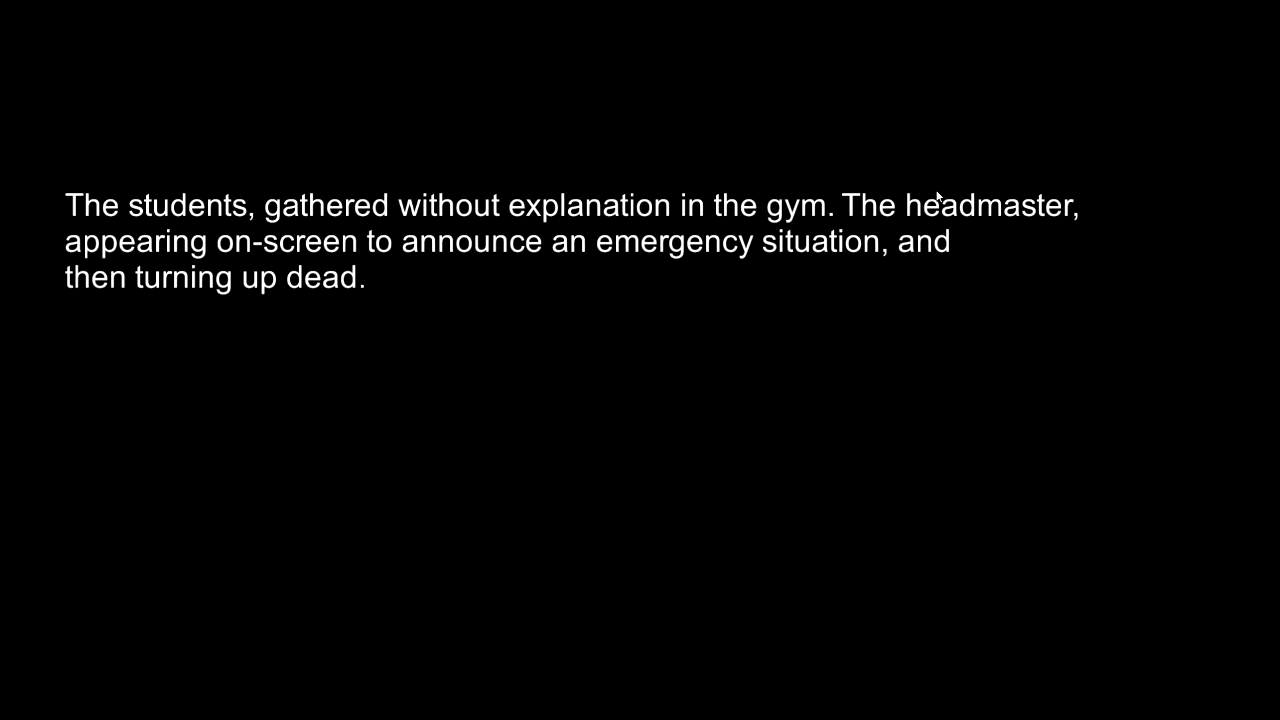 The students, gathered without explanation in the gym. The headmaster,
appearing on-screen to announce an emergency situation, and
then turning up dead.